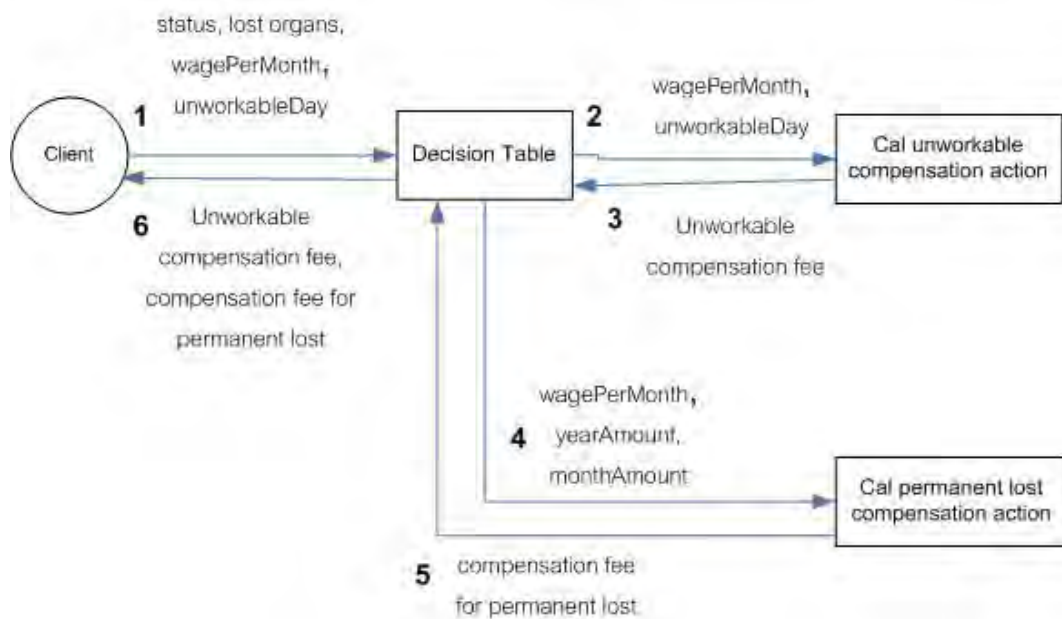 status, lost organs,
wagePerMonth,
unworkableDay
1
Client
Decision Table
2
wagePerMonth,
unworkableDay
Cal unworkable
compensation action
6
Unworkable
compensation fee,
compensation fee for
permanent lost
3
Unworkable
compensation fee
4
wagePerMonth,
yearAmount,
monthAmount
Cal permanent lost
compensation action
5
compensation fee
for permanent lost